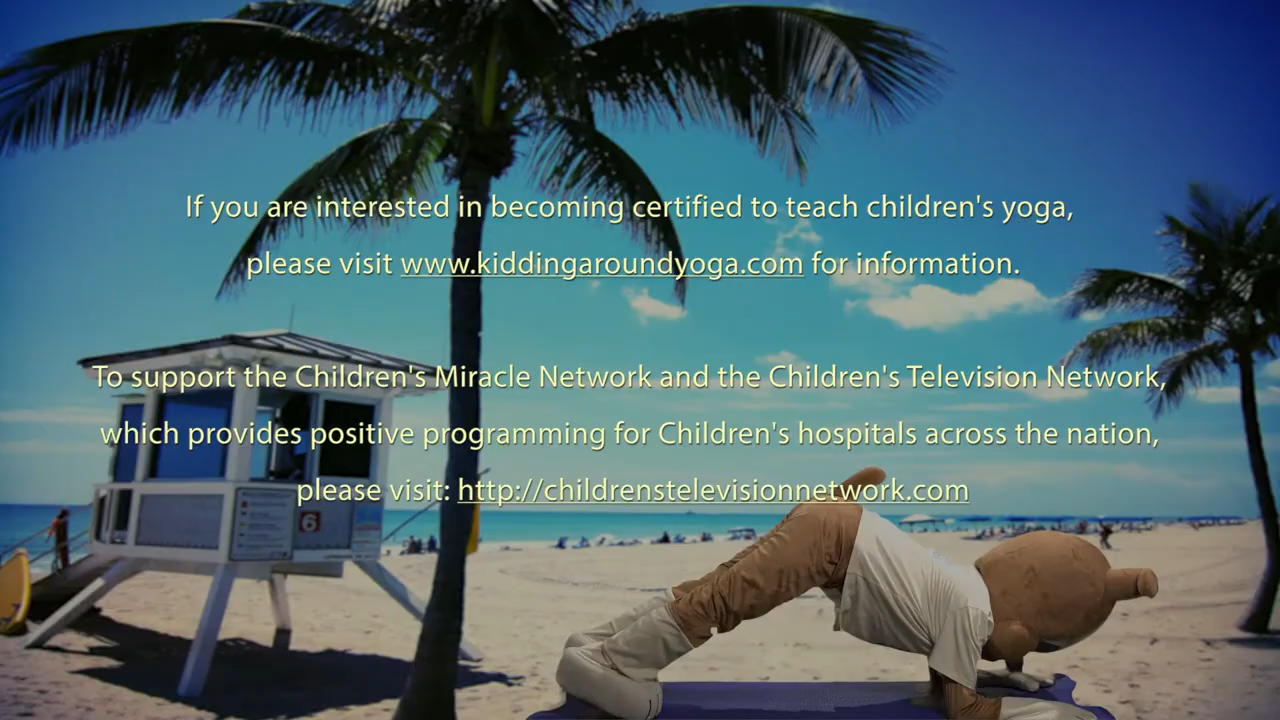 If you are interested in becoming certified to teach children's yoga,
please visit www.kiddingaroundyoga.com for information.
To support the Children's Miracle Network and the Children's Television Network,
which provides positive programming for Children's hospitals across the nation,
please visit: http://childrenstelevisionnetwork.com
6